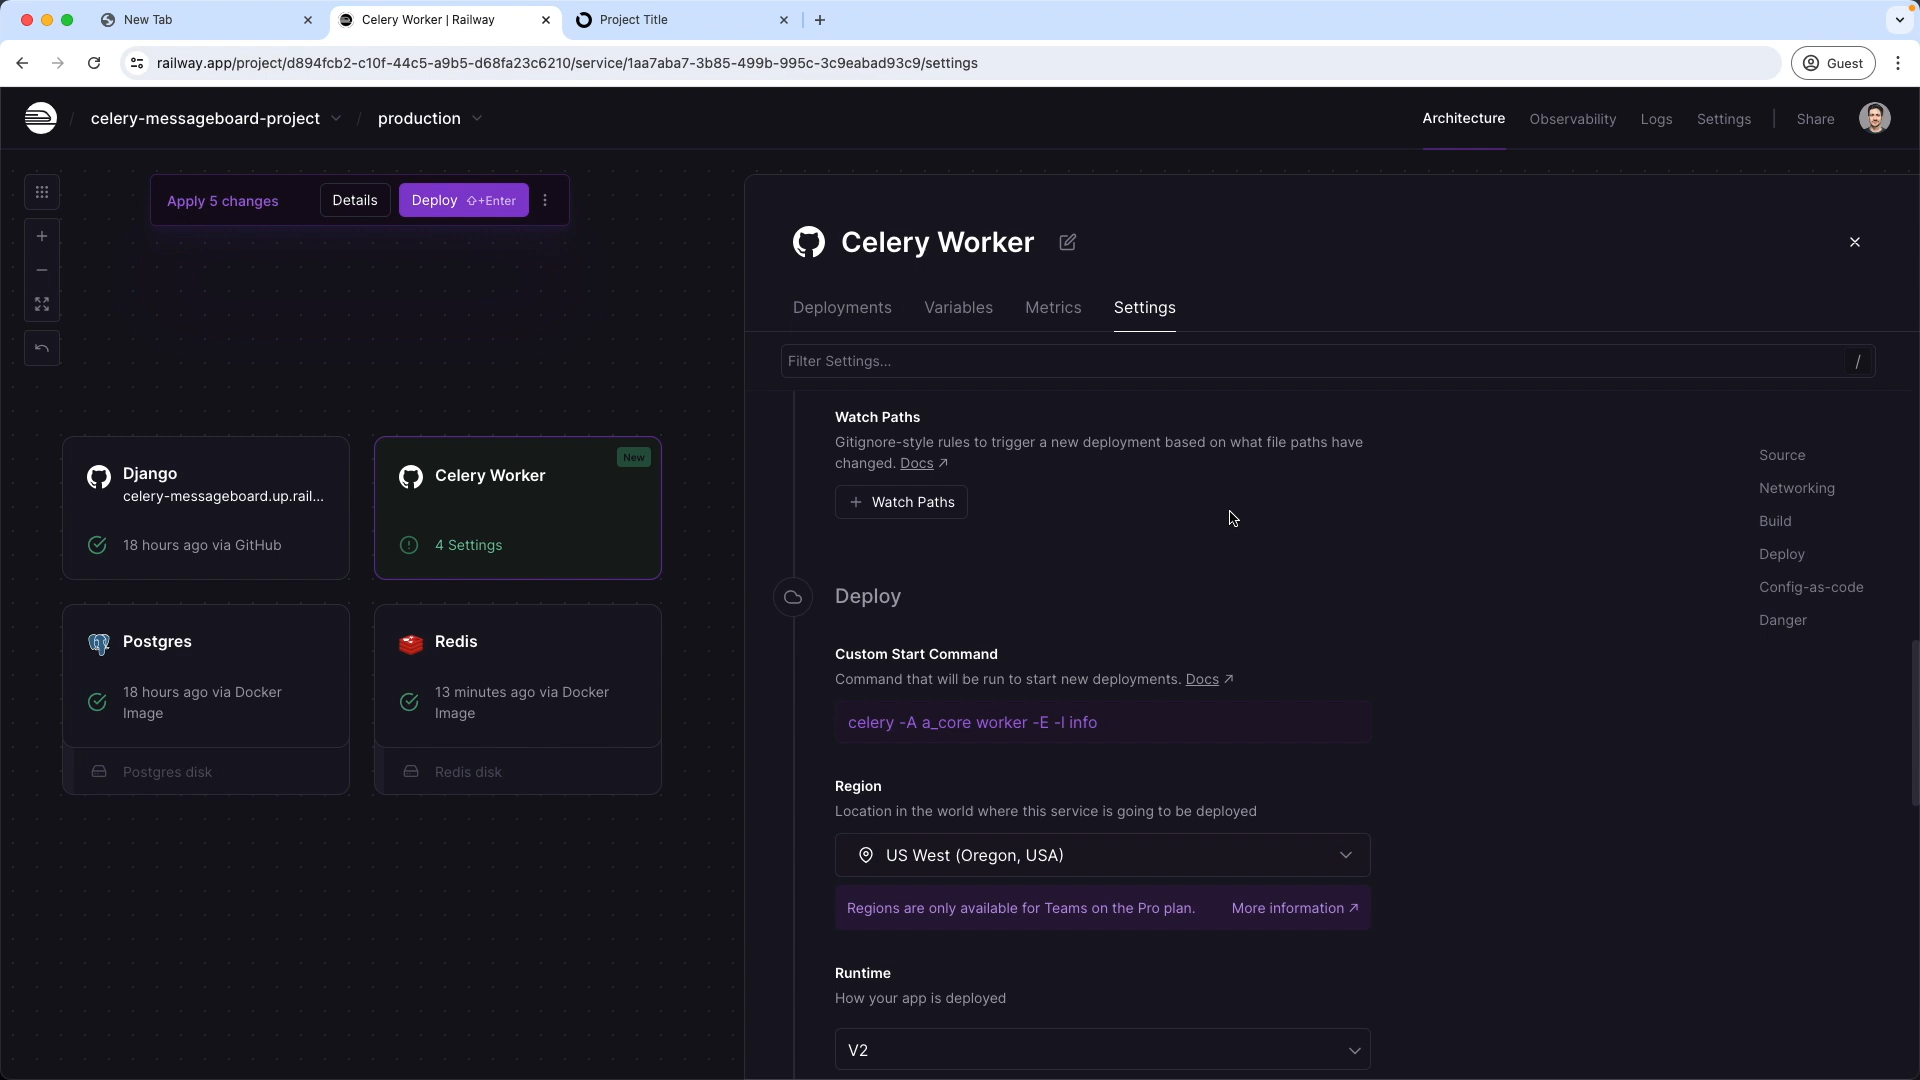 New Tab
Celery Worker | Railway
Project Title
railway.app/project/d894fcb2-c10f-44c5-a9b5-d68fa23c6210/service/1aa7aba7-3b85-499b-995c-3c9eabad93c9/settings
Guest
/ celery-messageboard-project / production
Architecture
Observability
Logs
Settings
Share
Apply 5 changes
Details
Deploy ⇧+Enter
Celery Worker
Deployments
Variables
Metrics
Settings
Filter Settings...
/
Watch Paths
Gitignore-style rules to trigger a new deployment based on what file paths have
changed. Docs ↗
+ Watch Paths
Source
Networking
Build
Deploy
Config-as-code
Danger
Django
celery-messageboard.up.rail...
18 hours ago via GitHub
New
Celery Worker
4 Settings
Postgres
18 hours ago via Docker
Image
Postgres disk
Redis
13 minutes ago via Docker
Image
Redis disk
Deploy
Custom Start Command
Command that will be run to start new deployments. Docs ↗
celery -A a_core worker -E -l info
Region
Location in the world where this service is going to be deployed
US West (Oregon, USA)
Regions are only available for Teams on the Pro plan. More information ↗
Runtime
How your app is deployed
V2